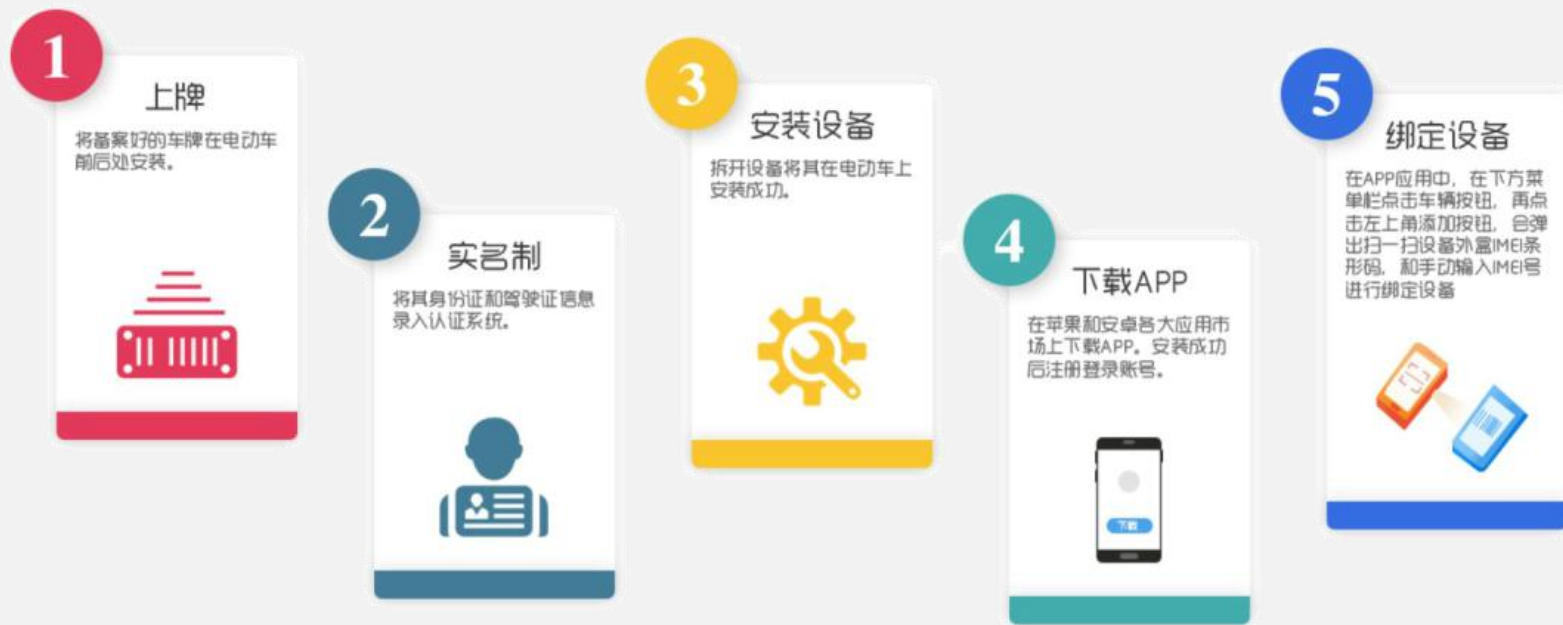 1
上牌
将备案好的车牌在电动车
前后处安装。
2
实名制
将其身份证和驾驶证信息
录入认证系统。
3
安装设备
拆开设备将其在电动车上
安装成功。
4
下载APP
在苹果和安卓各大应用市
场上下载APP。安装成功
后注册登录账号。
下载
5
绑定设备
在APP应用中，在下方菜
单栏点击车辆按钮，再点
击左上角添加按钮，会弹
出扫一扫设备外盒IMEI条
形码，和手动输入IMEI号
进行绑定设备